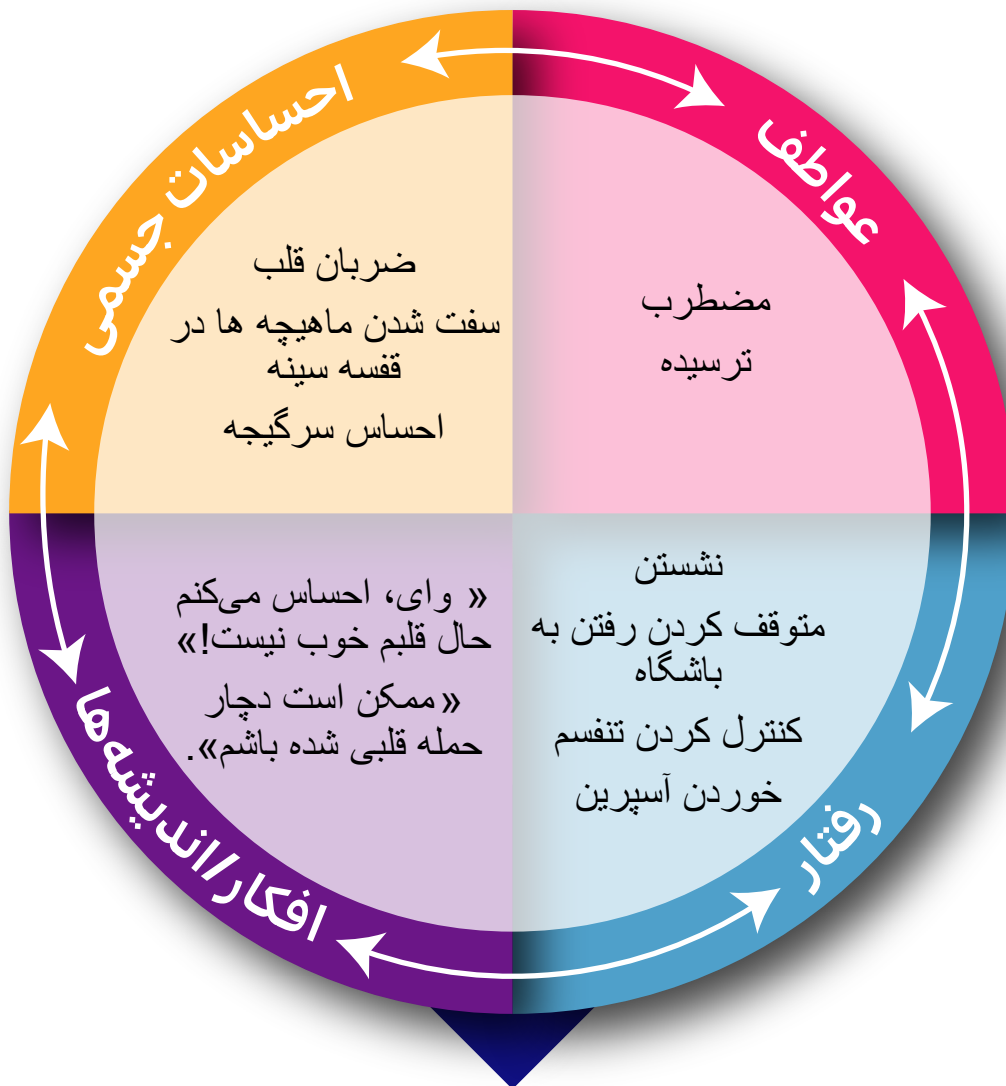 عواطف
مضطرب
ترسیده
احساسات جسمی
ضربان قلب
سفت شدن ماهیچه ها در
قفسه سینه
احساس سرگیجه
رفتار
نشستن
متوقف کردن رفتن به
باشگاه
کنترل کردن تنفسم
خوردن آسپرین
افکار/اندیشه‌ها
« وای، احساس می‌کنم
حال قلبم خوب نیست!»
«ممکن است دچار
حمله قلبی شده باشم».